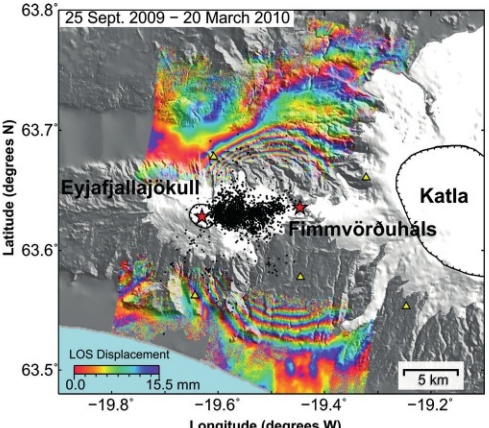 63.8
25 Sept. 2009 – 20 March 2010
63.7
Latitude (degrees N)
Eyjafjallajökull
Katla
Fimmvörðuháls
63.6
LOS Displacement
0.0 15.5 mm
63.5
5 km
−19.8 −19.6 −19.4 −19.2
Longitude (degrees W)